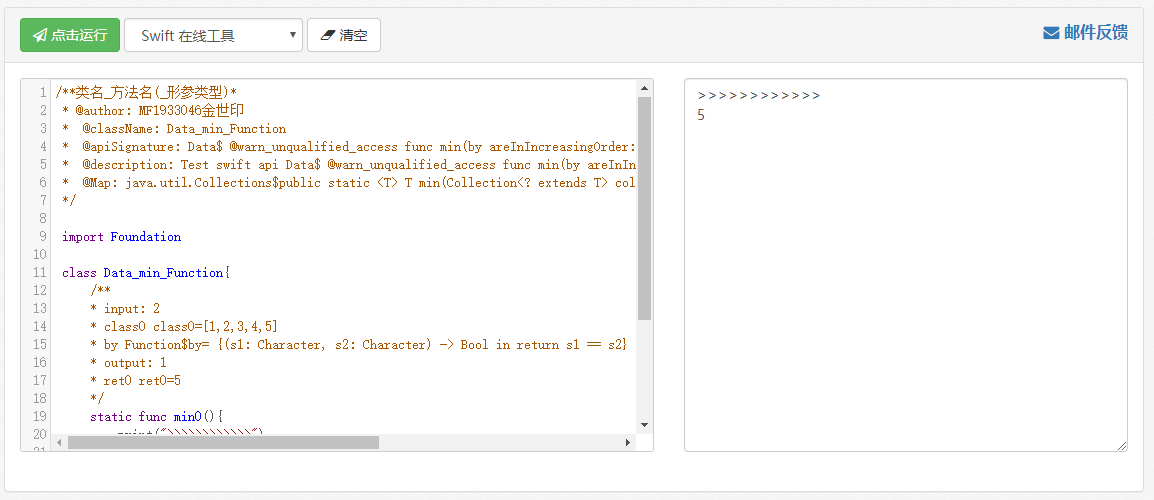 点击运行 Swift 在线工具 清空 邮件反馈
1 /**类名_方法名(_形参类型)*
2 * @author: MF1933046金世印
3 * @className: Data_min_Function
4 * @apiSignature: Data$ @warn_unqualified_access func min(by areInIncreasingOrder:
5 * @description: Test swift api Data$ @warn_unqualified_access func min(by areInIn
6 * @Map: java.util.Collections$public static <T> T min(Collection<? extends T> col
7 */
8
9 import Foundation
10
11 class Data_min_Function{
12 /**
13 * input: 2
14 * class0 class0=[1,2,3,4,5]
15 * by Function$by= {(s1: Character, s2: Character) -> Bool in return s1 == s2}
16 * output: 1
17 * ret0 ret0=5
18 */
19 static func min0(){
20
>>>>>>>>>>>>
5